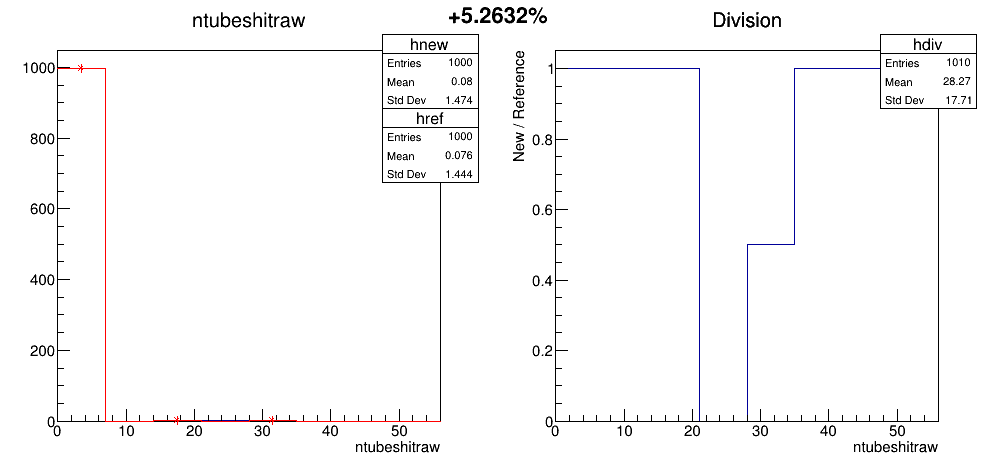 +5.2632%
ntubeshitraw
hnew
Entries 1000
Mean 0.08
Std Dev 1.474
href
Entries 1000
Mean 0.076
Std Dev 1.444
1000
800
600
400
200
0
0 10 20 30 40 50
ntubeshitraw
Division
hdiv
Entries 1010
Mean 28.27
Std Dev 17.71
New / Reference
1
0.8
0.6
0.4
0.2
0
0 10 20 30 40 50
ntubeshitraw